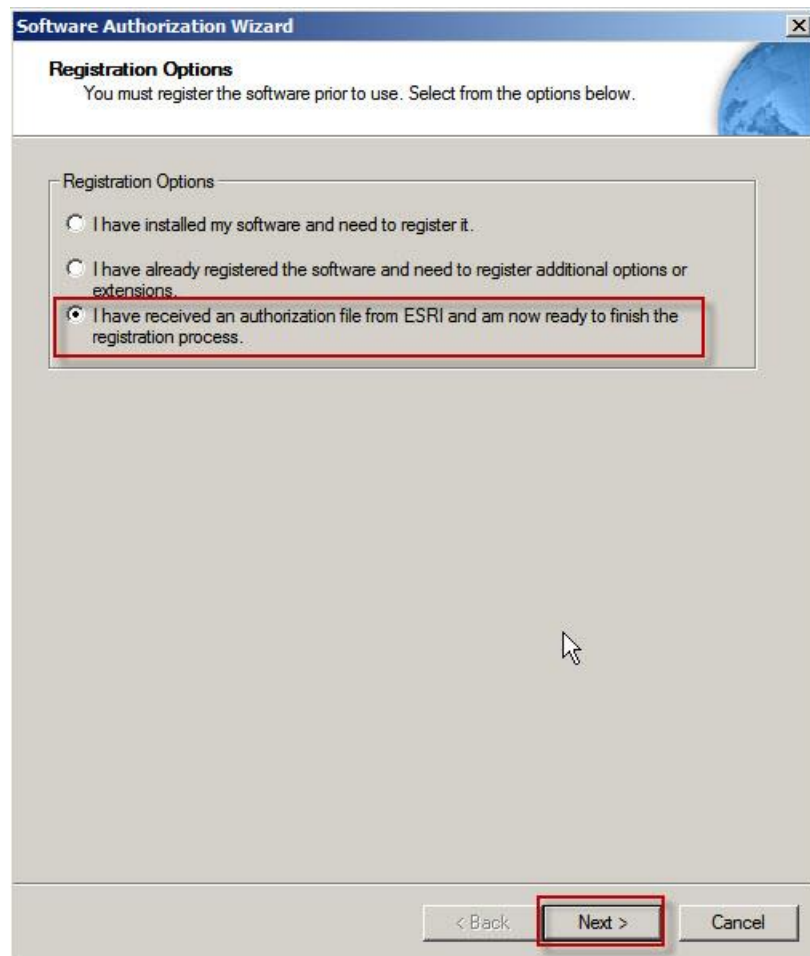 Software Authorization Wizard
Registration Options
You must register the software prior to use. Select from the options below.
Registration Options
I have installed my software and need to register it.
I have already registered the software and need to register additional options or
extensions.
I have received an authorization file from ESRI and am now ready to finish the
registration process.
< Back
Next >
Cancel